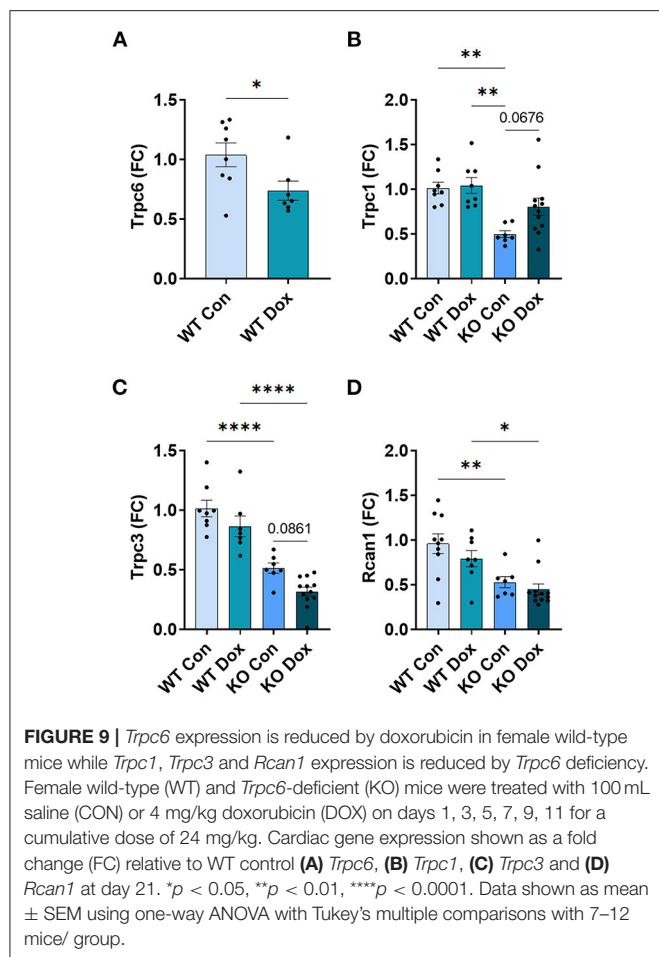 A
B
*
**
**
0.0676
Trpc6 (FC)
1.5
1.0
0.5
0.0
WT Con
WT Dox
Trpc1 (FC)
2.0
1.5
1.0
0.5
0.0
WT Con
WT Dox
KO Con
KO Dox
C
D
****
****
0.0861
*
**
Trpc3 (FC)
1.5
1.0
0.5
0.0
WT Con
WT Dox
KO Con
KO Dox
Rcan1 (FC)
2.0
1.5
1.0
0.5
0.0
WT Con
WT Dox
KO Con
KO Dox
FIGURE 9 | Trpc6 expression is reduced by doxorubicin in female wild-type
mice while Trpc1, Trpc3 and Rcan1 expression is reduced by Trpc6 deficiency.
Female wild-type (WT) and Trpc6-deficient (KO) mice were treated with 100 mL
saline (CON) or 4 mg/kg doxorubicin (DOX) on days 1, 3, 5, 7, 9, 11 for a
cumulative dose of 24 mg/kg. Cardiac gene expression shown as a fold
change (FC) relative to WT control (A) Trpc6, (B) Trpc1, (C) Trpc3 and (D)
Rcan1 at day 21. *p < 0.05, **p < 0.01, ****p < 0.0001. Data shown as mean
± SEM using one-way ANOVA with Tukey's multiple comparisons with 7–12
mice/ group.